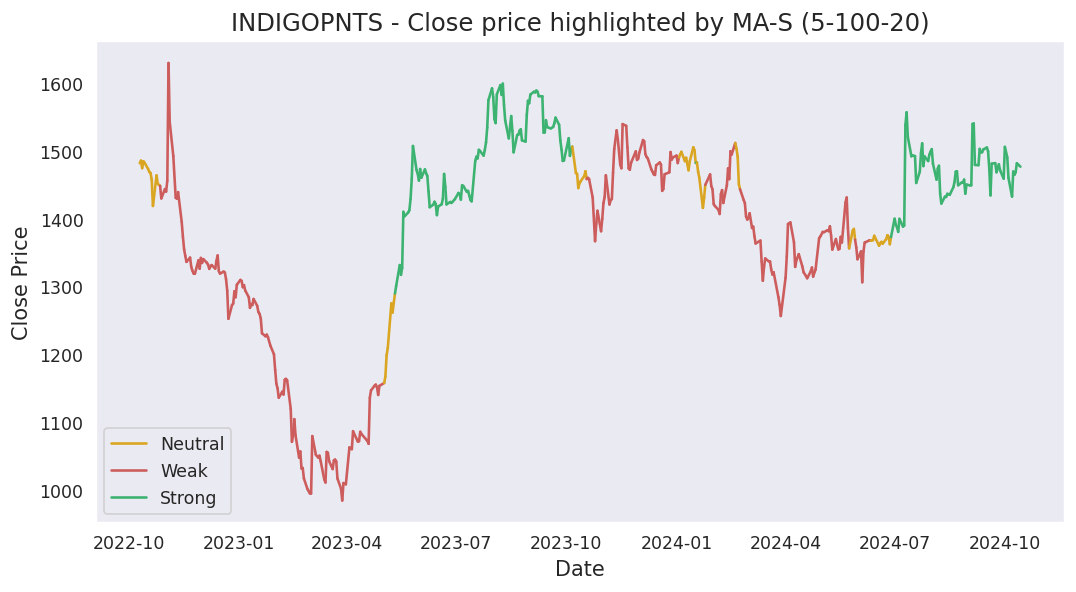 INDIGOPNTS - Close price highlighted by MA-S (5-100-20)
Close Price
1600
1500
1400
1300
1200
1100
1000
Neutral
Weak
Strong
2022-10 2023-01 2023-04 2023-07 2023-10 2024-01 2024-04 2024-07 2024-10
Date